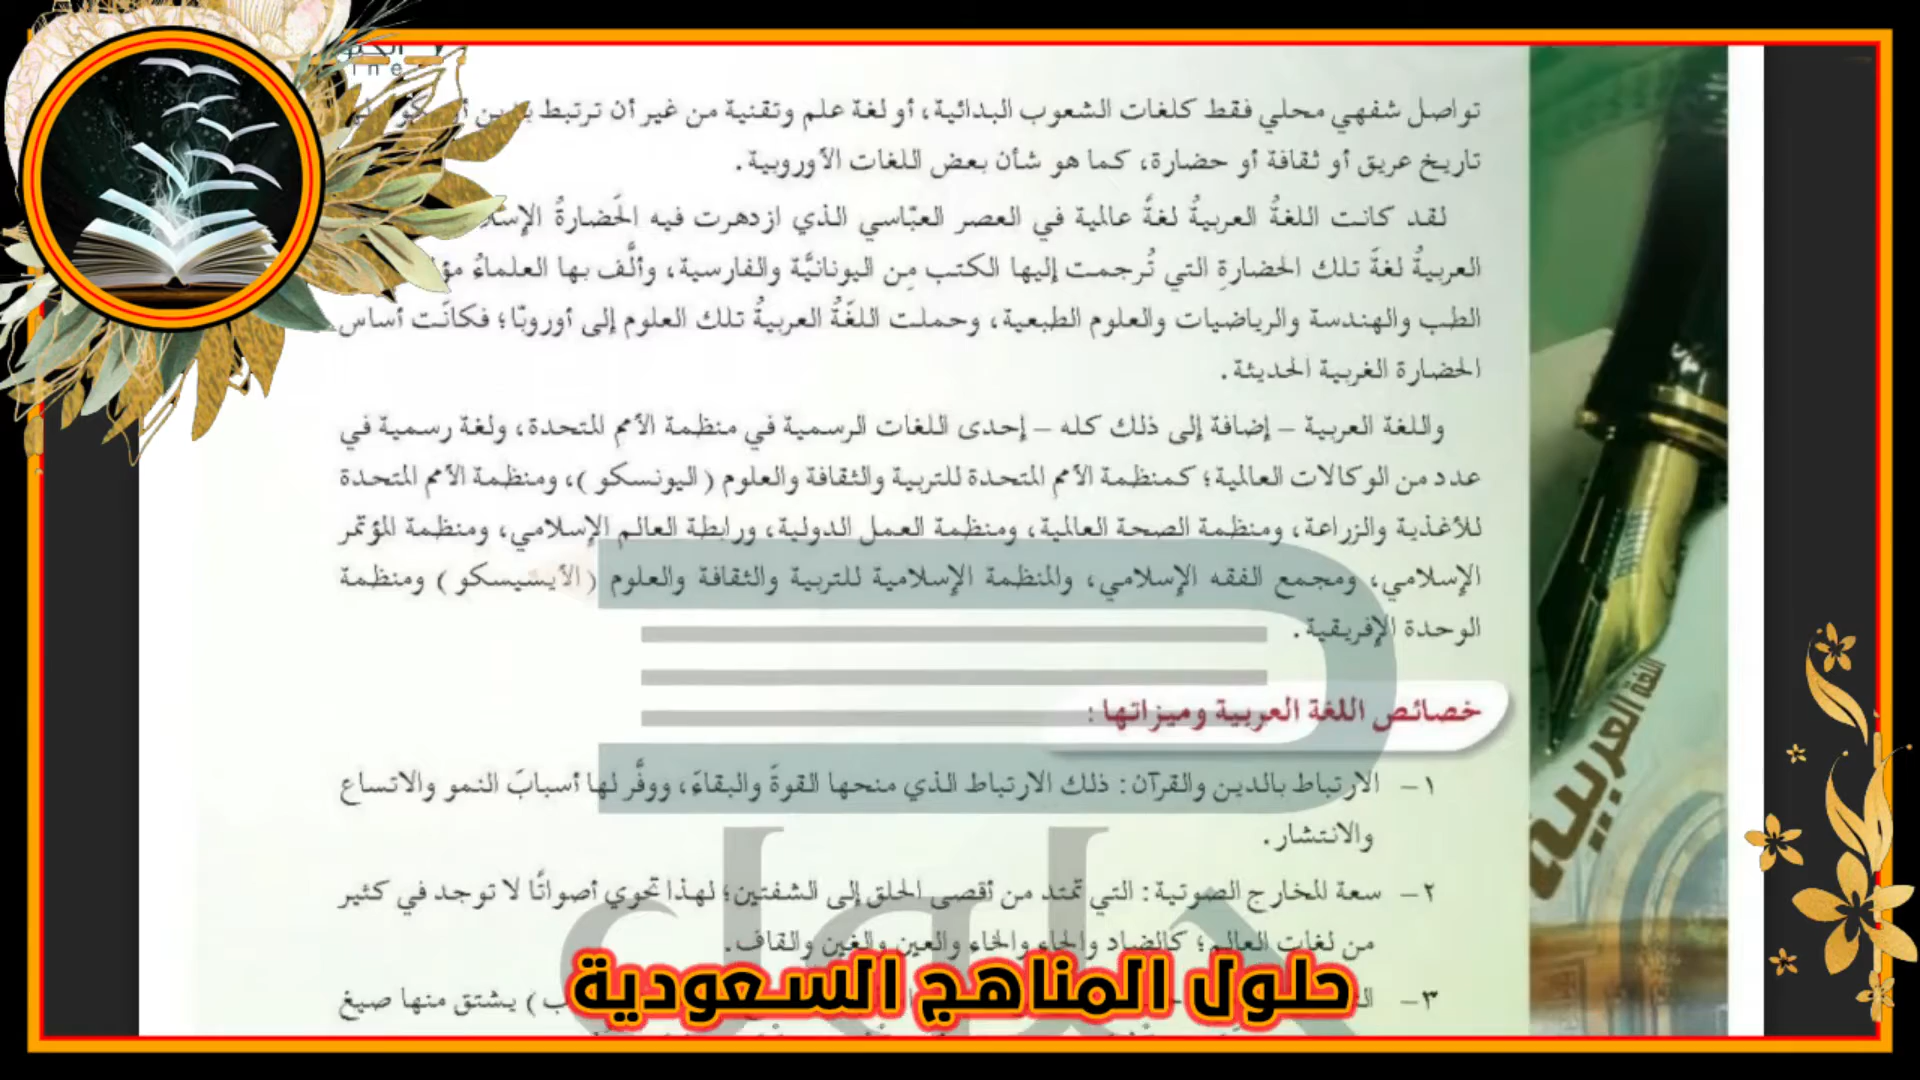 تواصل شفهي محلي فقط كلغات الشعوب البدائية، أو لغة علم وتقنية من غير أن ترتبط
تاريخ عريق أو ثقافة أو حضارة، كما هو شأن بعض اللغات الأوروبية.
لقد كانت اللغةُ العربيةُ لغةً عالمية في العصر العبّاسي الذي ازدهرت فيه الحَضارةُ
العربيةُ لغةَ تلك الحضارةِ التي تُرجمت إليها الكتب مِن اليونانيَّة والفارسية، وألَّف بها العلماءُ
الطب والهندسة والرياضيات والعلوم الطبعية، وحملت اللغَةُ العربيةُ تلك العلوم إلى أوروبّا؛ فكانَت أساس
الحضارة الغربية الحديثة.
واللغة العربية – إضافة إلى ذلك كله – إحدى اللغات الرسمية في منظمة الأمم المتحدة، ولغة رسمية في
عدد من الوكالات العالمية؛ كمنظمة الأمم المتحدة للتربية والثقافة والعلوم (اليونسكو)، ومنظمة الأمم المتحدة
للأغذية والزراعة، ومنظمة الصحة العالمية، ومنظمة العمل الدولية، ورابطة العالم الإسلامي، ومنظمة المؤتمر
الإسلامي، ومجمع الفقه الإسلامي، والمنظمة الإسلامية للتربية والثقافة والعلوم (الأيسيسكو) ومنظمة
الوحدة الإفريقية.
خصائص اللغة العربية وميزاتها:
١– الارتباط بالدين والقرآن: ذلك الارتباط الذي منحها القوةَ والبقاءَ، ووفَّر لها أسبابَ النمو والاتساع
والانتشار.
٢– سعة المخارج الصوتية: التي تمتد من أقصى الحلق إلى الشفتين؛ لهذا تحوي أصواتًا لا توجد في كثير
من لغات العالم؛ كالضاد والحاء والخاء والعين والغين والقاف.
٣– يشتق منها صيغ
حلول المناهج السعودية
اللغة العربية
حلول